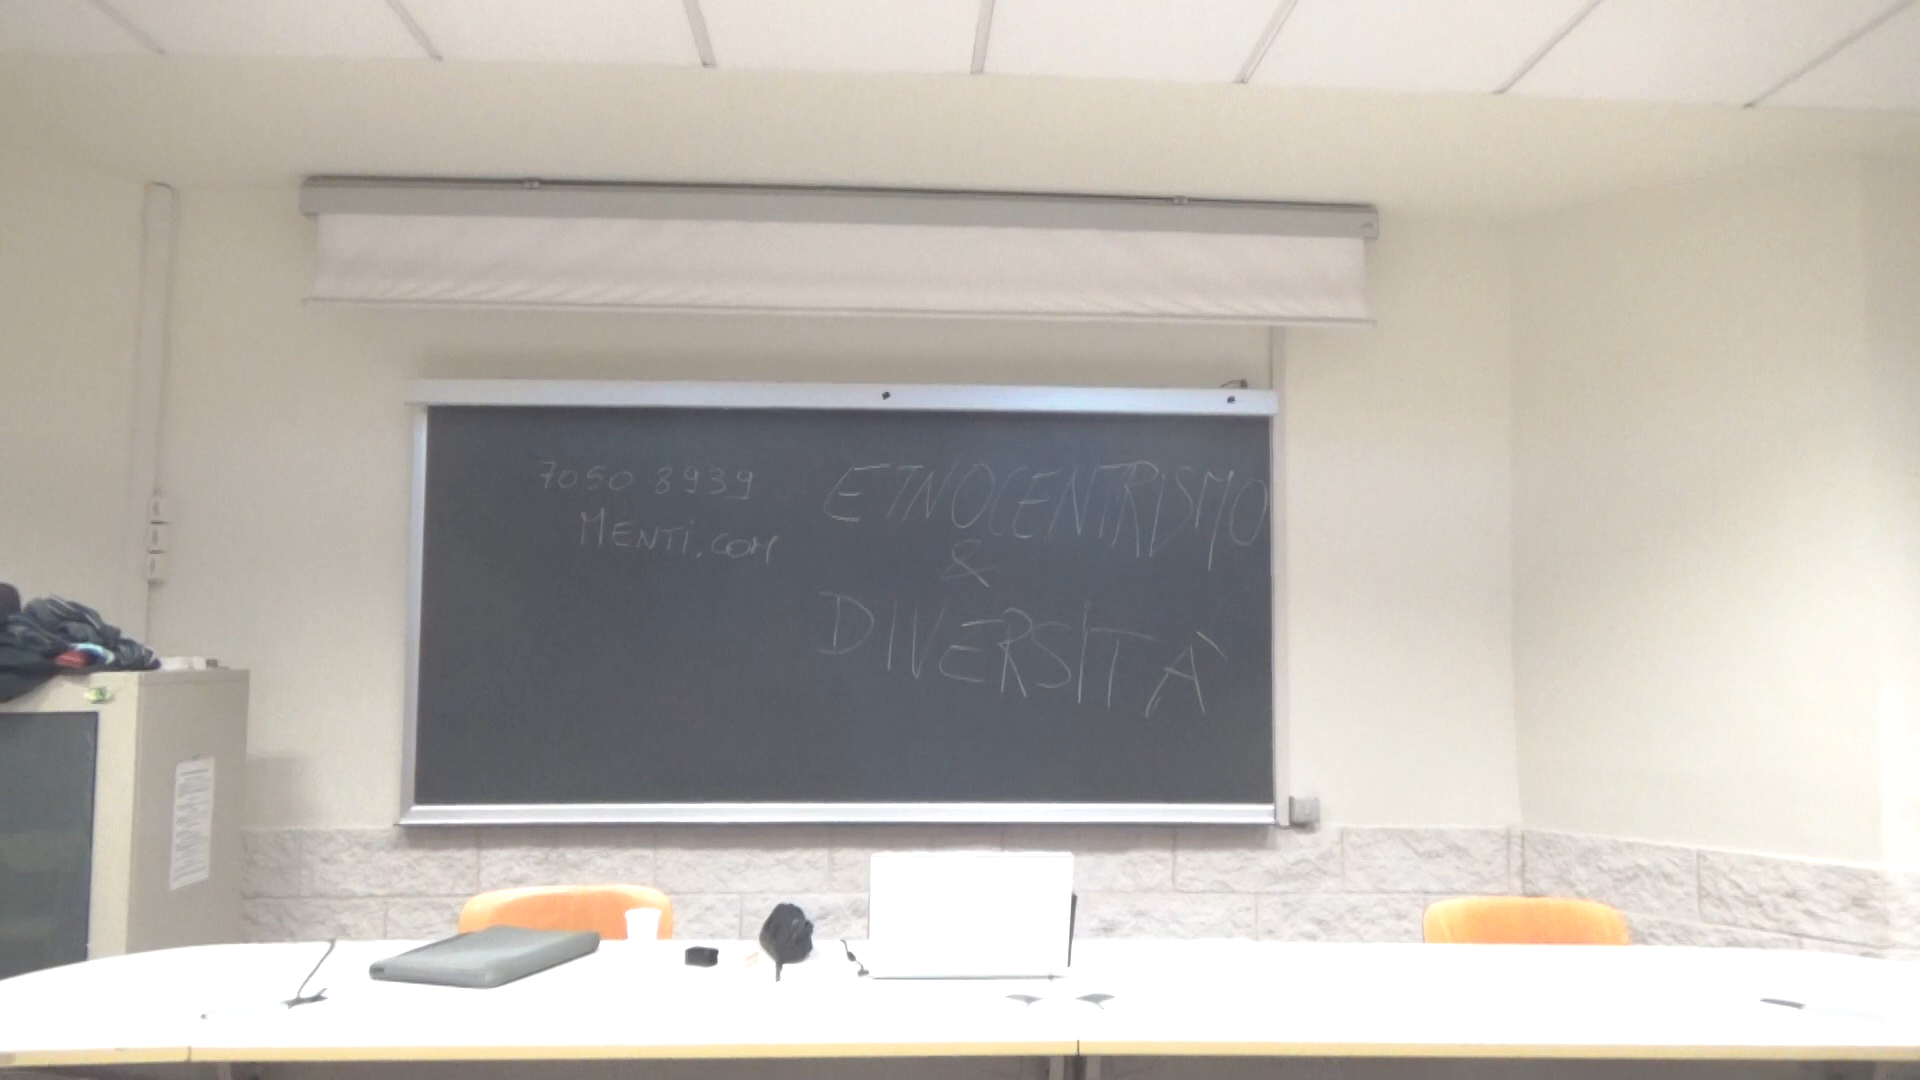 7050 8939
MENTI.COM
ETNOCENTRISMO
&
DIVERSITÀ